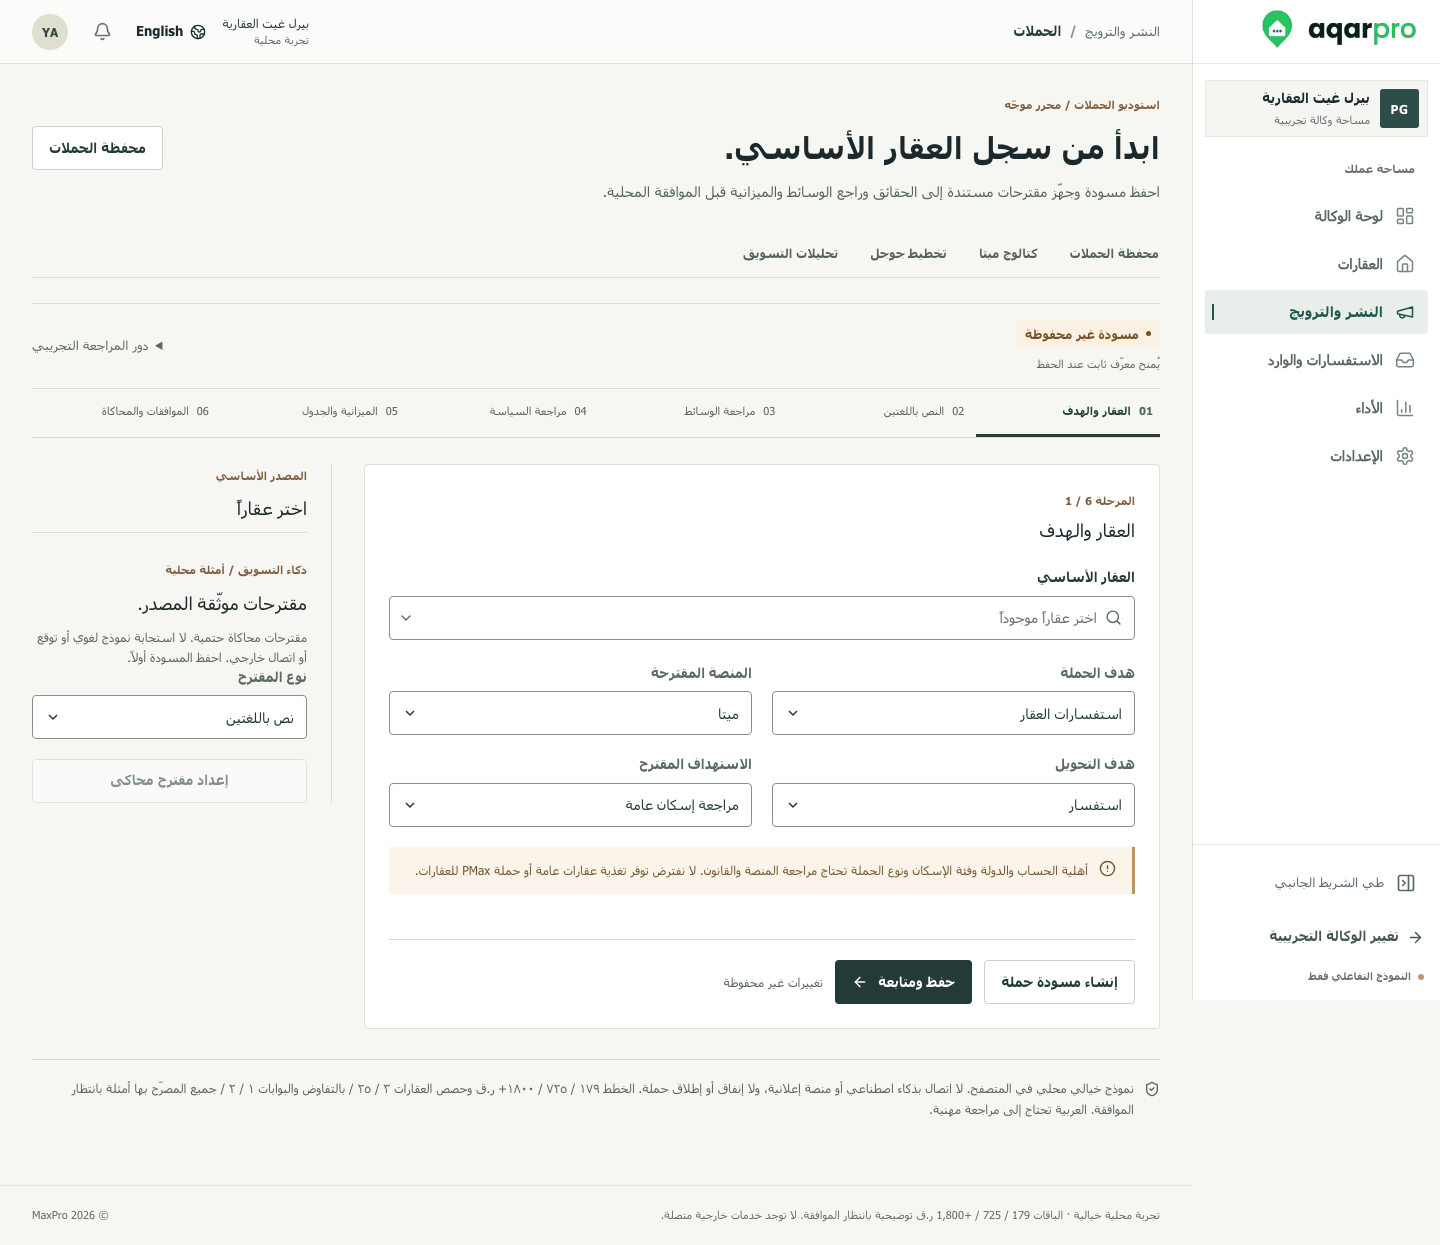 aqarpro
PG
بيرل غيت العقارية
مساحة وكالة تجريبية
مساحة عملك
لوحة الوكالة
العقارات
النشر والترويج
الاستفسارات والوارد
الأداء
الإعدادات
طي الشريط الجانبي
تغيير الوكالة التجريبية
النموذج التفاعلي فقط
النشر والترويج / الحملات
بيرل غيت العقارية
تجربة محلية
English
YA
استوديو الحملات / محرر موجّه
ابدأ من سجل العقار الأساسي.
محفظة الحملات
احفظ مسودة وجهّز مقترحات مستندة إلى الحقائق وراجع الوسائط والميزانية قبل الموافقة المحلية.
محفظة الحملات
كتالوج ميتا
تخطيط جوجل
تحليلات التسويق
مسودة غير محفوظة
يُمنح معرّف ثابت عند الحفظ
دور المراجعة التجريبي
01 العقار والهدف
02 النص باللغتين
03 مراجعة الوسائط
04 مراجعة السياسة
05 الميزانية والجدول
06 الموافقات والمحاكاة
المرحلة 6 / 1
العقار والهدف
العقار الأساسي
اختر عقاراً موجوداً
هدف الحملة
المنصة المقترحة
استفسارات العقار
ميتا
هدف التحويل
الاستهداف المقترح
استفسار
مراجعة إسكان عامة
أهلية الحساب والدولة وفئة الإسكان ونوع الحملة تحتاج مراجعة المنصة والقانون. لا نفترض توفر تغذية عقارات عامة أو حملة PMax للعقارات.
إنشاء مسودة حملة
حفظ ومتابعة
تغييرات غير محفوظة
المصدر الأساسي
اختر عقاراً
ذكاء التسويق / أمثلة محلية
مقترحات موثّقة المصدر.
مقترحات محاكاة حتمية. لا استجابة نموذج لغوي أو توقع
أو اتصال خارجي. احفظ المسودة أولاً.
نوع المقترح
نص باللغتين
إعداد مقترح محاكى
نموذج خيالي محلي في المتصفح. لا اتصال بذكاء اصطناعي أو منصة إعلانية، ولا إنفاق أو إطلاق حملة. الخطط ١٧٩ / ٧٢٥ / ١٨٠٠+ ر.ق وحصص العقارات ٣ / ٢٥ / بالتفاوض والبوابات ١ / ٢ / جميع المصرّح بها أمثلة بانتظار
الموافقة. العربية تحتاج إلى مراجعة مهنية.
تجربة محلية خيالية · الباقات 179 / 725 / 1,800+ ر.ق توضيحية بانتظار الموافقة. لا توجد خدمات خارجية متصلة.
© 2026 MaxPro